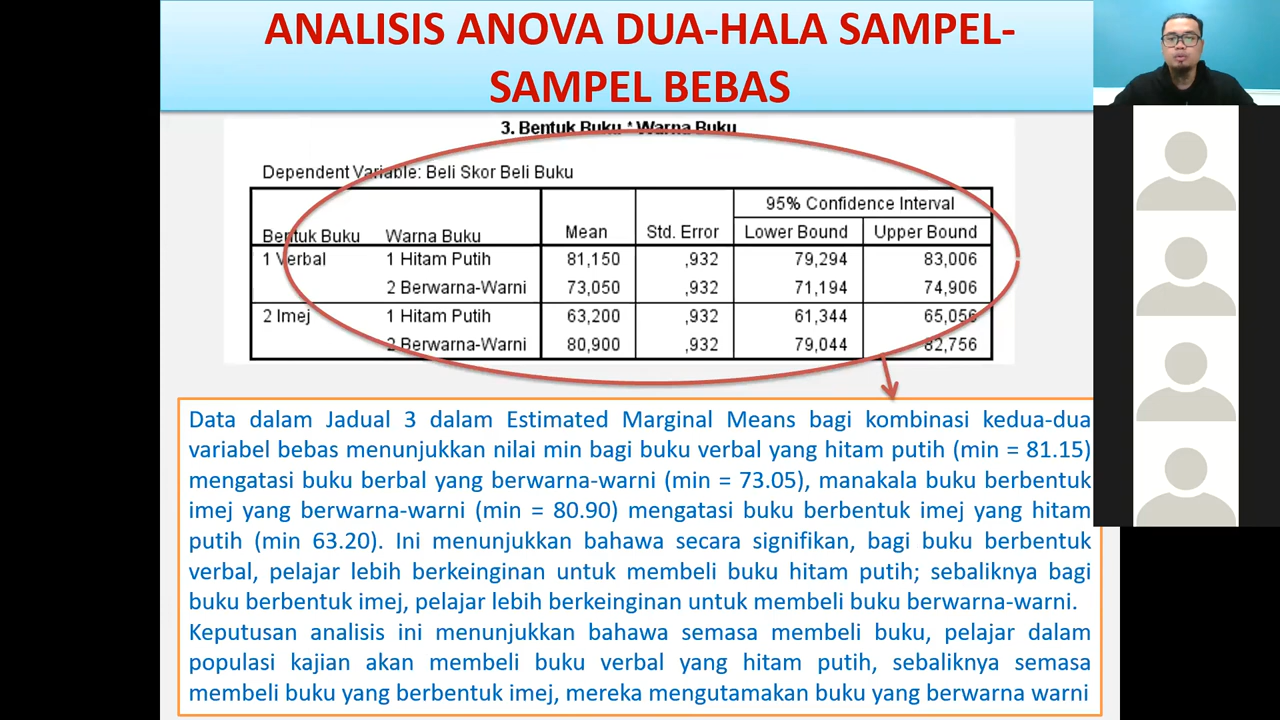 ANALISIS ANOVA DUA-HALA SAMPEL-
SAMPEL BEBAS
3. Bentuk Buku * Warna Buku
Dependent Variable: Beli Skor Beli Buku
95% Confidence Interval
Bentuk Buku Warna Buku Mean Std. Error Lower Bound Upper Bound
1 Verbal 1 Hitam Putih 81,150 ,932 79,294 83,006
2 Berwarna-Warni 73,050 ,932 71,194 74,906
2 Imej 1 Hitam Putih 63,200 ,932 61,344 65,056
2 Berwarna-Warni 80,900 ,932 79,044 82,756
Data dalam Jadual 3 dalam Estimated Marginal Means bagi kombinasi kedua-dua
variabel bebas menunjukkan nilai min bagi buku verbal yang hitam putih (min = 81.15)
mengatasi buku berbal yang berwarna-warni (min = 73.05), manakala buku berbentuk
imej yang berwarna-warni (min = 80.90) mengatasi buku berbentuk imej yang hitam
putih (min 63.20). Ini menunjukkan bahawa secara signifikan, bagi buku berbentuk
verbal, pelajar lebih berkeinginan untuk membeli buku hitam putih; sebaliknya bagi
buku berbentuk imej, pelajar lebih berkeinginan untuk membeli buku berwarna-warni.
Keputusan analisis ini menunjukkan bahawa semasa membeli buku, pelajar dalam
populasi kajian akan membeli buku verbal yang hitam putih, sebaliknya semasa
membeli buku yang berbentuk imej, mereka mengutamakan buku yang berwarna warni